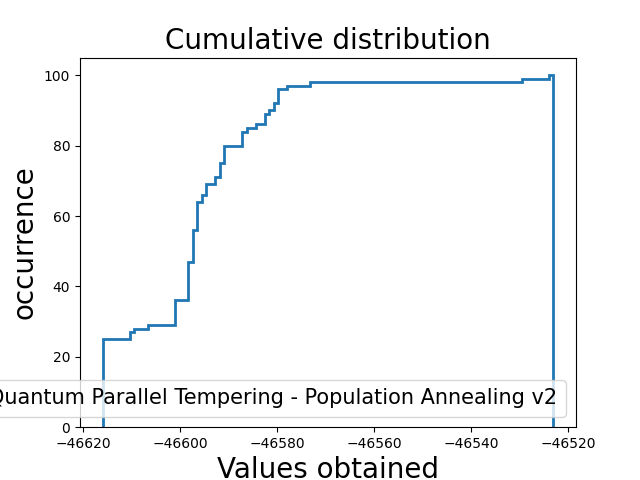 Cumulative distribution
occurrence
100
80
60
40
20
0
Quantum Parallel Tempering - Population Annealing v2
−46620 −46600 −46580 −46560 −46540 −46520
Values obtained